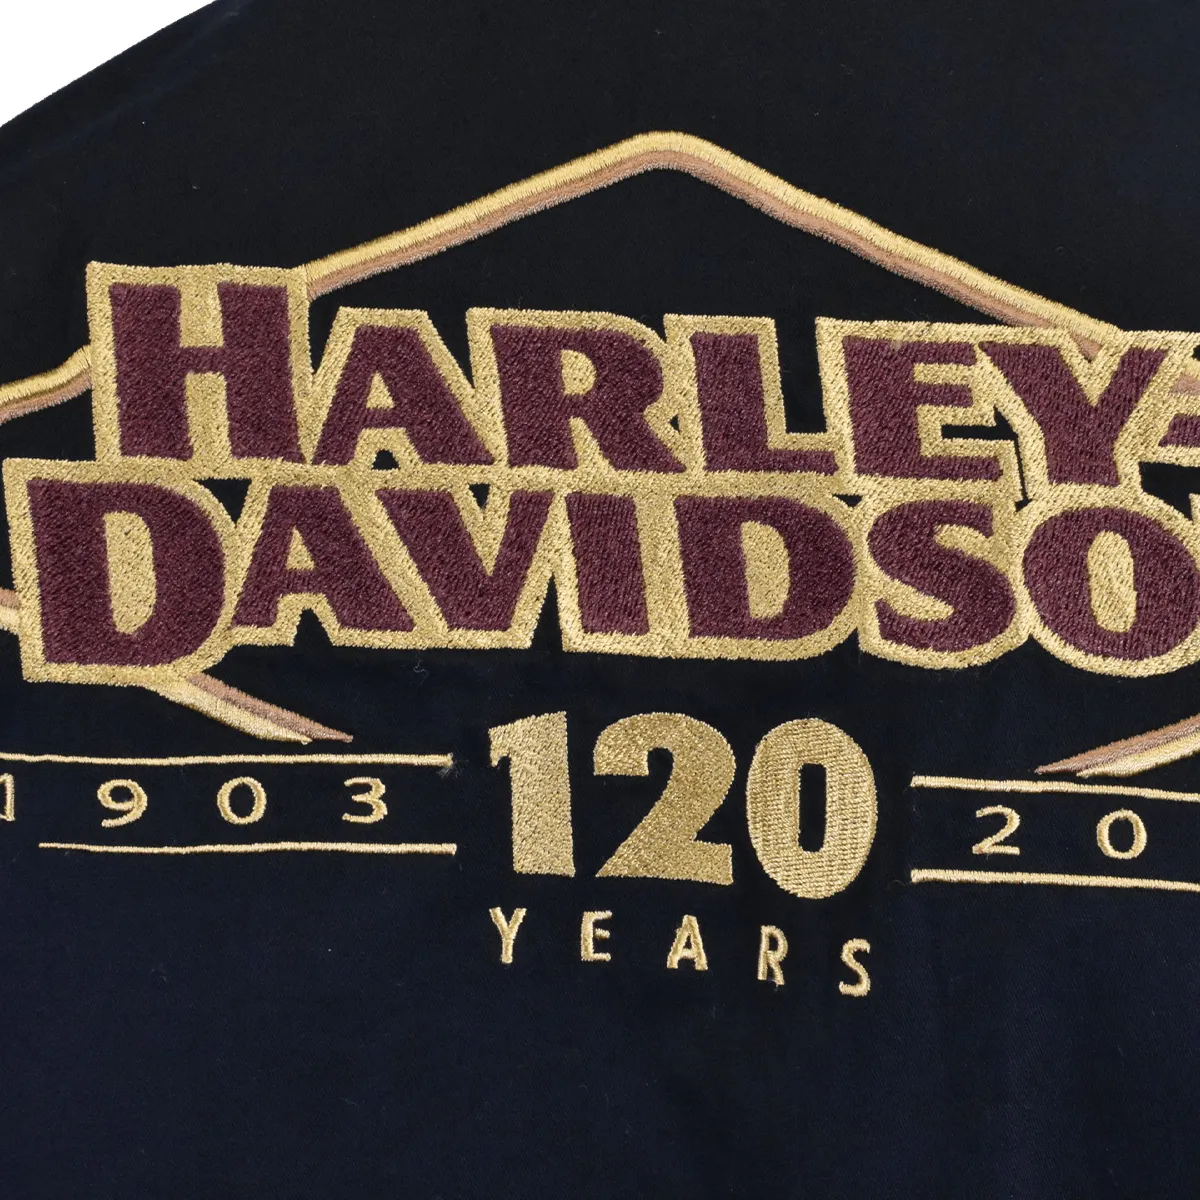 HARLEY-
DAVIDSO
1903 120 20
YEARS